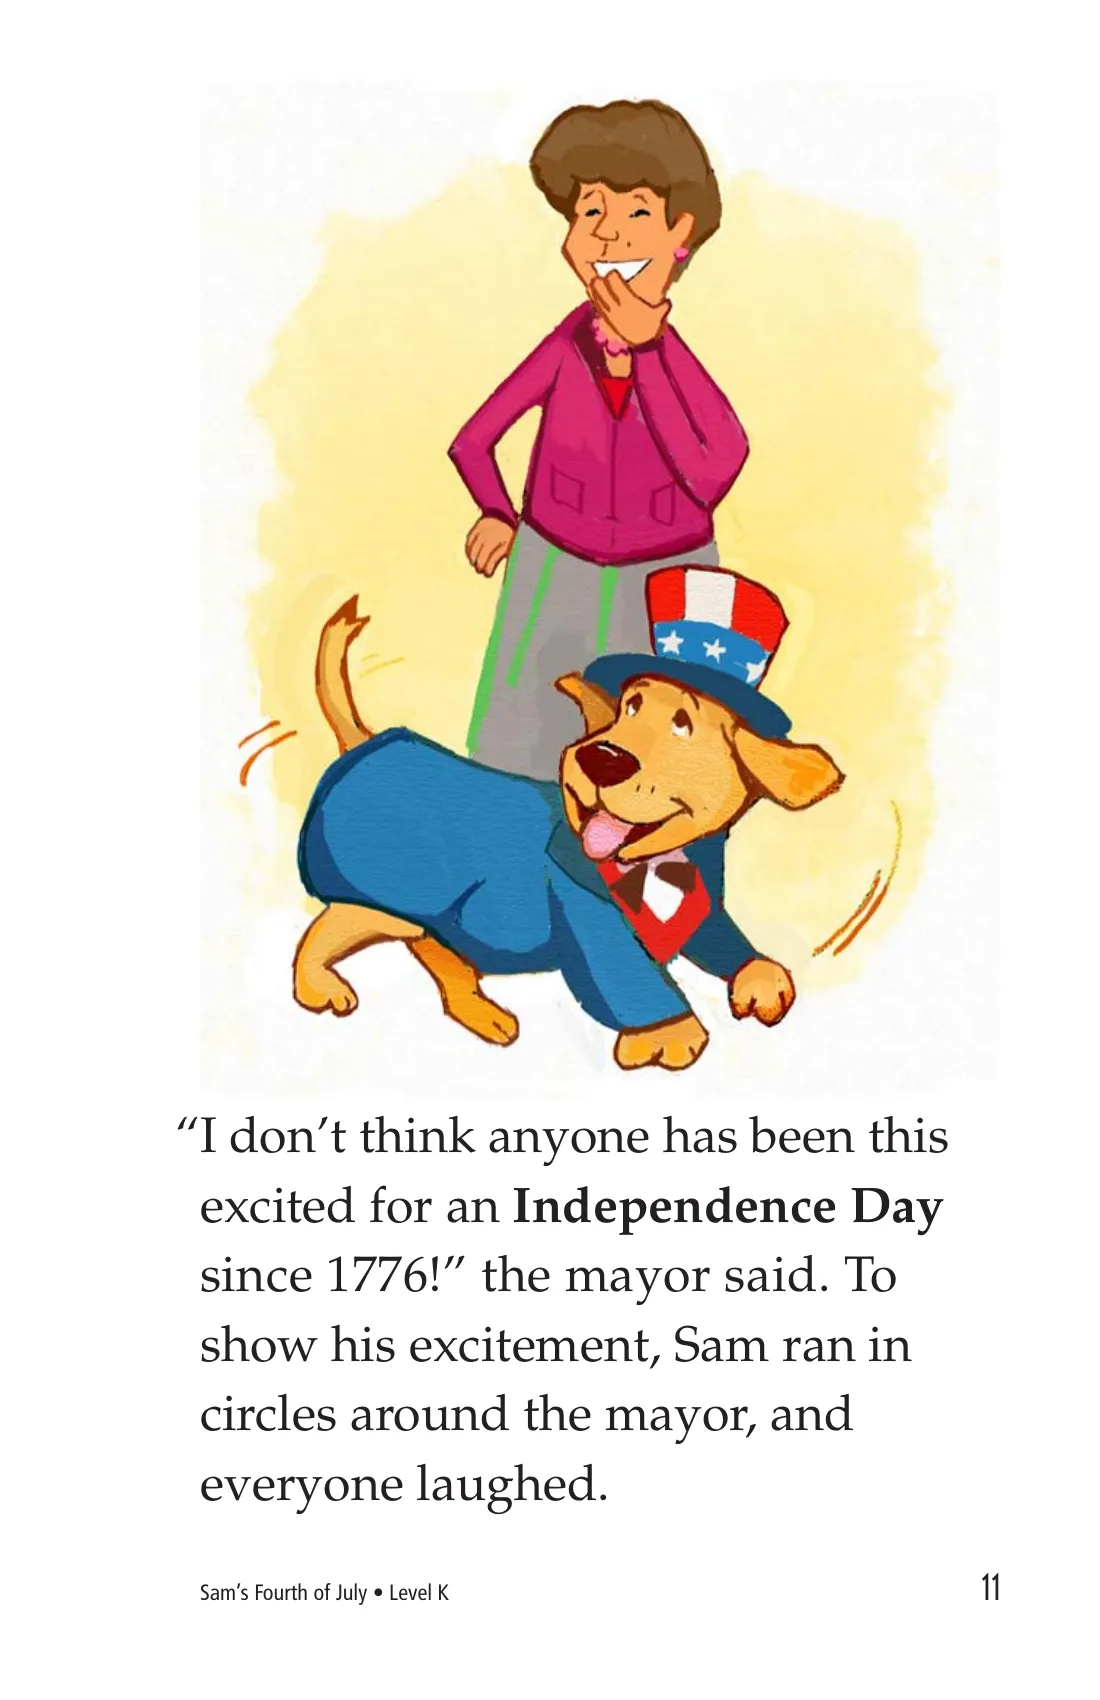 “I don’t think anyone has been this
excited for an Independence Day
since 1776!” the mayor said. To
show his excitement, Sam ran in
circles around the mayor, and
everyone laughed.
Sam’s Fourth of July • Level K
11